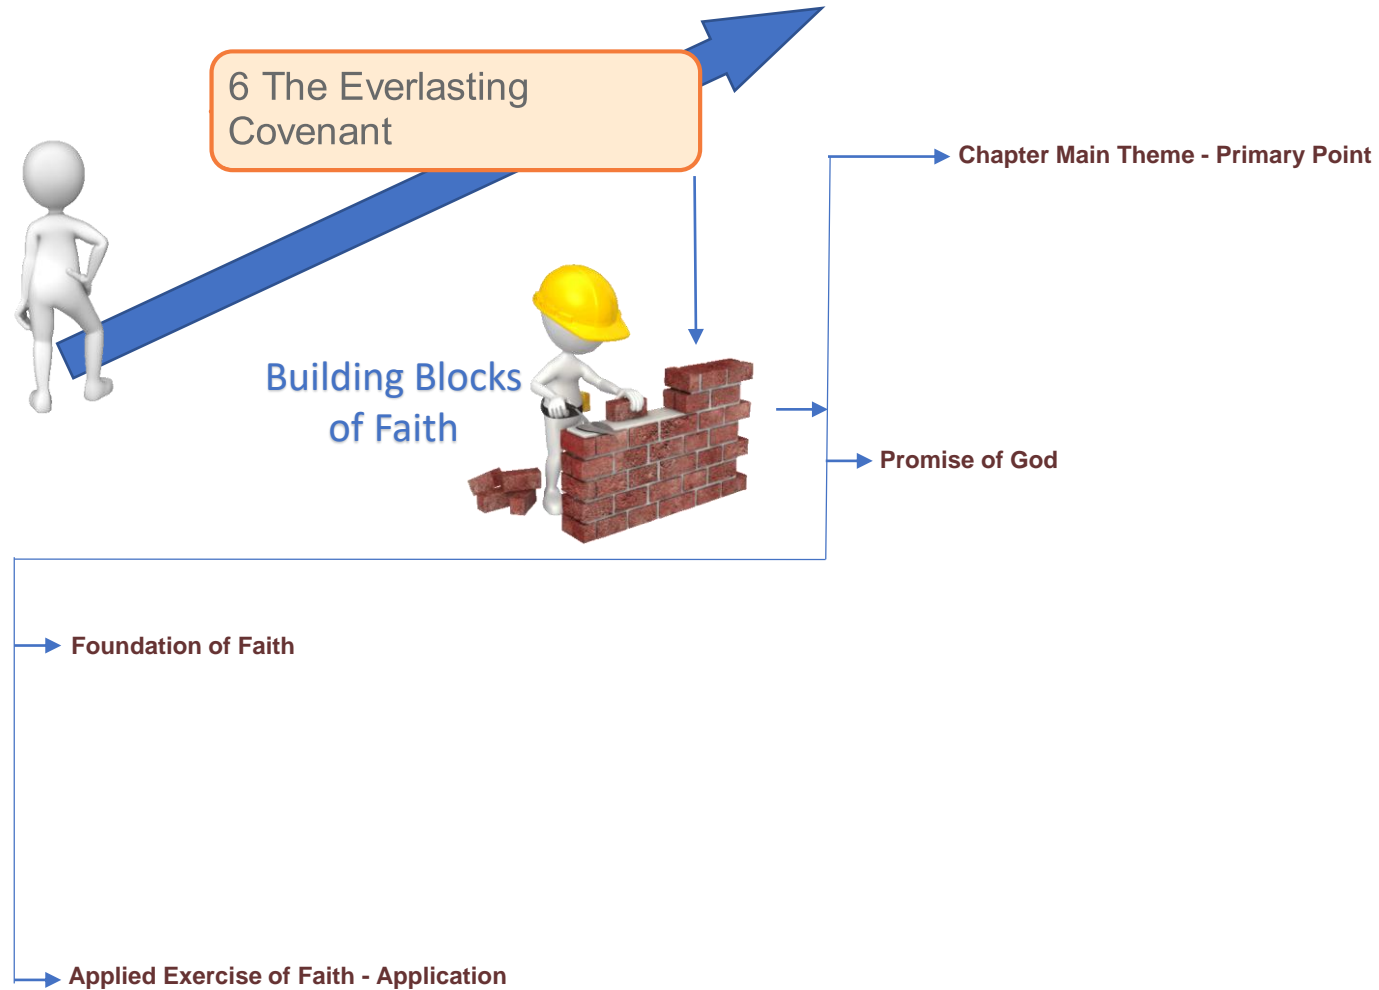 6 The Everlasting
Covenant
Chapter Main Theme - Primary Point
Building Blocks
of Faith
Promise of God
Foundation of Faith
Applied Exercise of Faith - Application